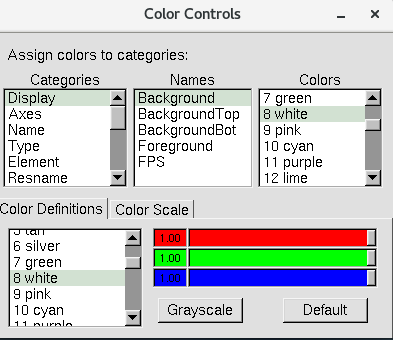 Color Controls
Assign colors to categories:
Categories Names Colors
Display Background 7 green
Axes BackgroundTop 8 white
Name BackgroundBot 9 pink
Type Foreground 10 cyan
Element FPS 11 purple
Resname 12 lime
Color Definitions Color Scale
5 tan
6 silver 1.00
7 green 1.00
8 white 1.00
9 pink
10 cyan Grayscale Default
11 purple